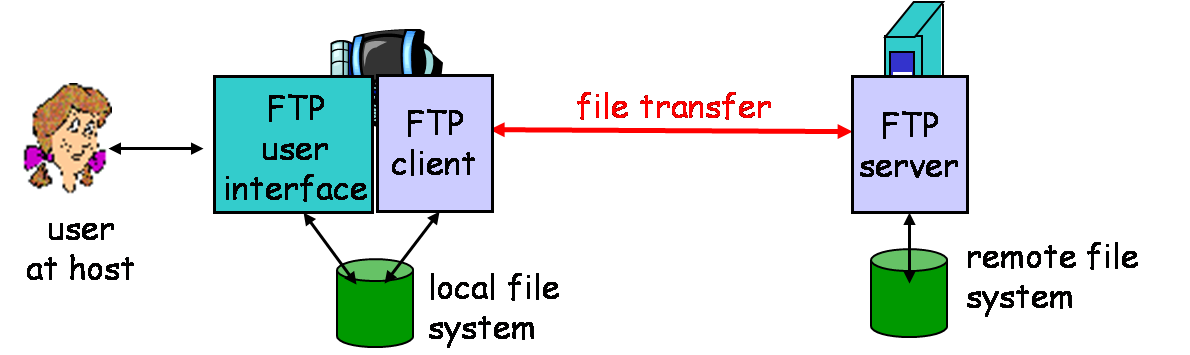 FTP
user
interface
FTP
client
file transfer
FTP
server
user
at host
local file
system
remote file
system